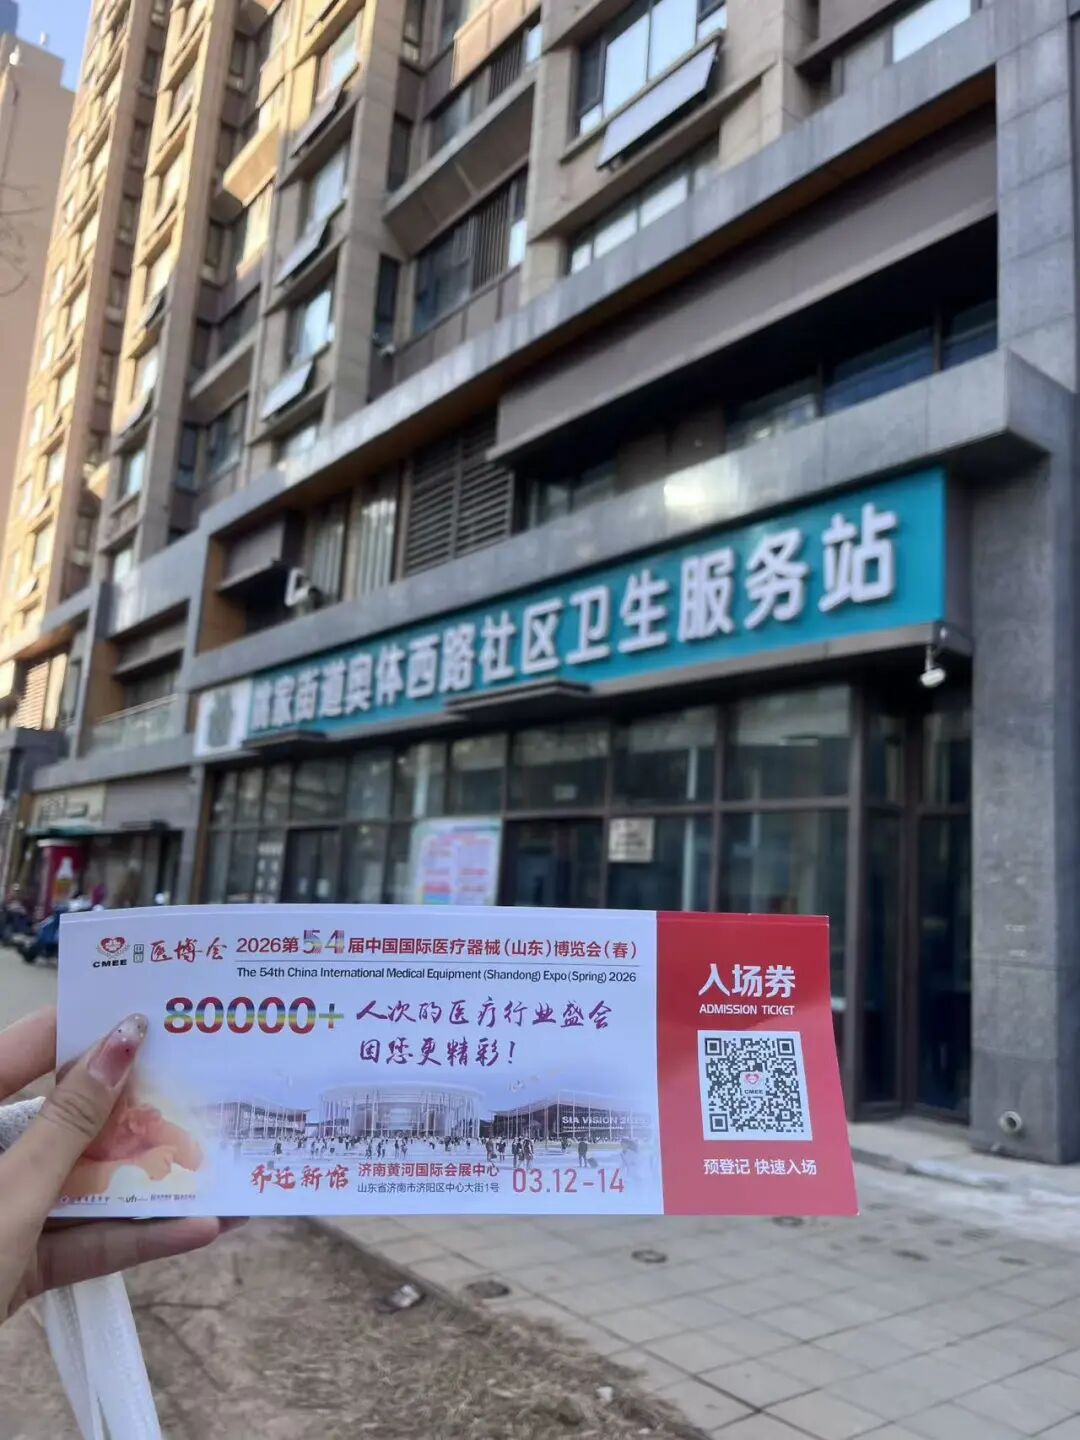 姚家街道奥体西路社区卫生服务站
CMEE
医博会
2026第54届中国国际医疗器械(山东)博览会(春)
The 54th China International Medical Equipment (Shandong) Expo(Spring) 2026
80000+
人次的医疗行业盛会
因您更精彩!
乔迁新馆
济南黄河国际会展中心
山东省济南市济阳区中心大街1号
03.12-14
入场券
ADMISSION TICKET
CMEE
预登记 快速入场